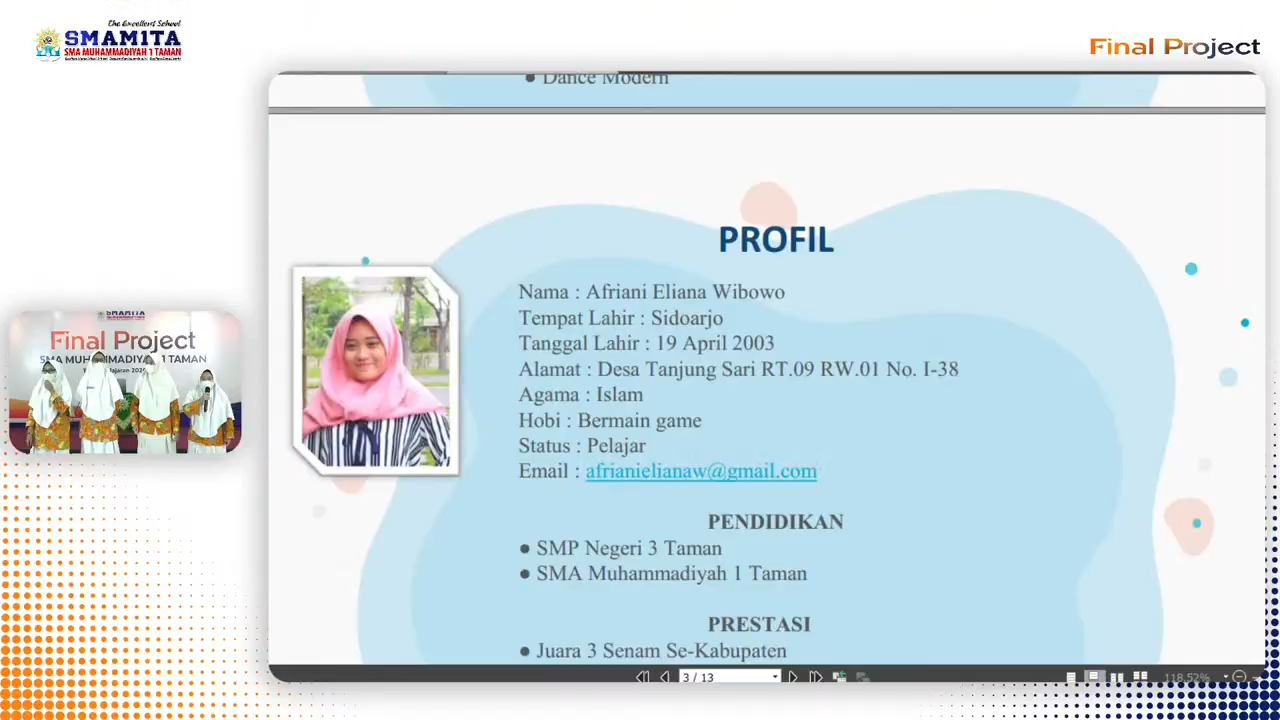 The Excellent School
SMAMITA
SMA MUHAMMADIYAH 1 TAMAN
Final Project
Dance Modern
PROFIL
Nama : Afriani Eliana Wibowo
Tempat Lahir : Sidoarjo
Tanggal Lahir : 19 April 2003
Alamat : Desa Tanjung Sari RT.09 RW.01 No. I-38
Agama : Islam
Hobi : Bermain game
Status : Pelajar
Email : afrianielianaw@gmail.com
PENDIDIKAN
● SMP Negeri 3 Taman
● SMA Muhammadiyah 1 Taman
PRESTASI
● Juara 3 Senam Se-Kabupaten
3 / 13
118.52%
SMAMITA
Final Project